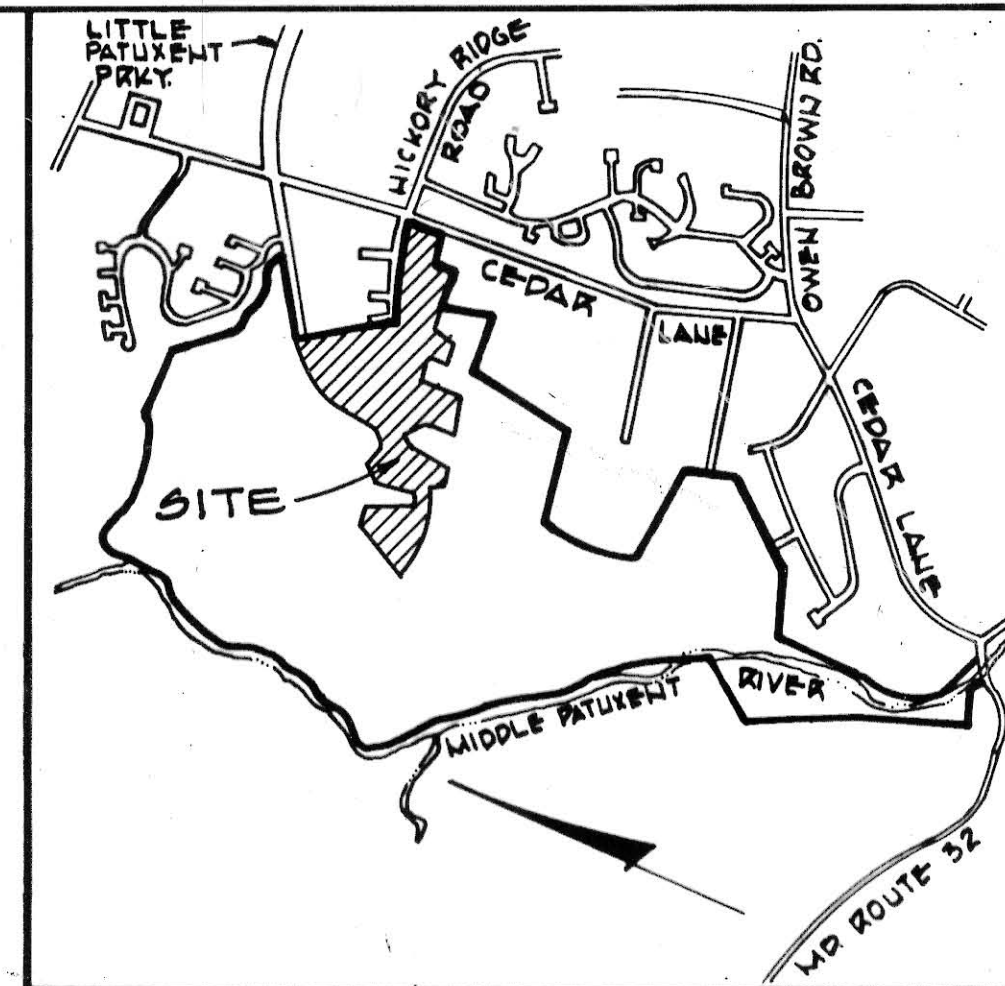 LITTLE
PATUXENT
PRKY.
HICKORY RIDGE
ROAD
OWEN BROWN RD.
CEDAR
LANE
CEDAR LANE
SITE
MIDDLE PATUXENT
RIVER
MD. ROUTE 32